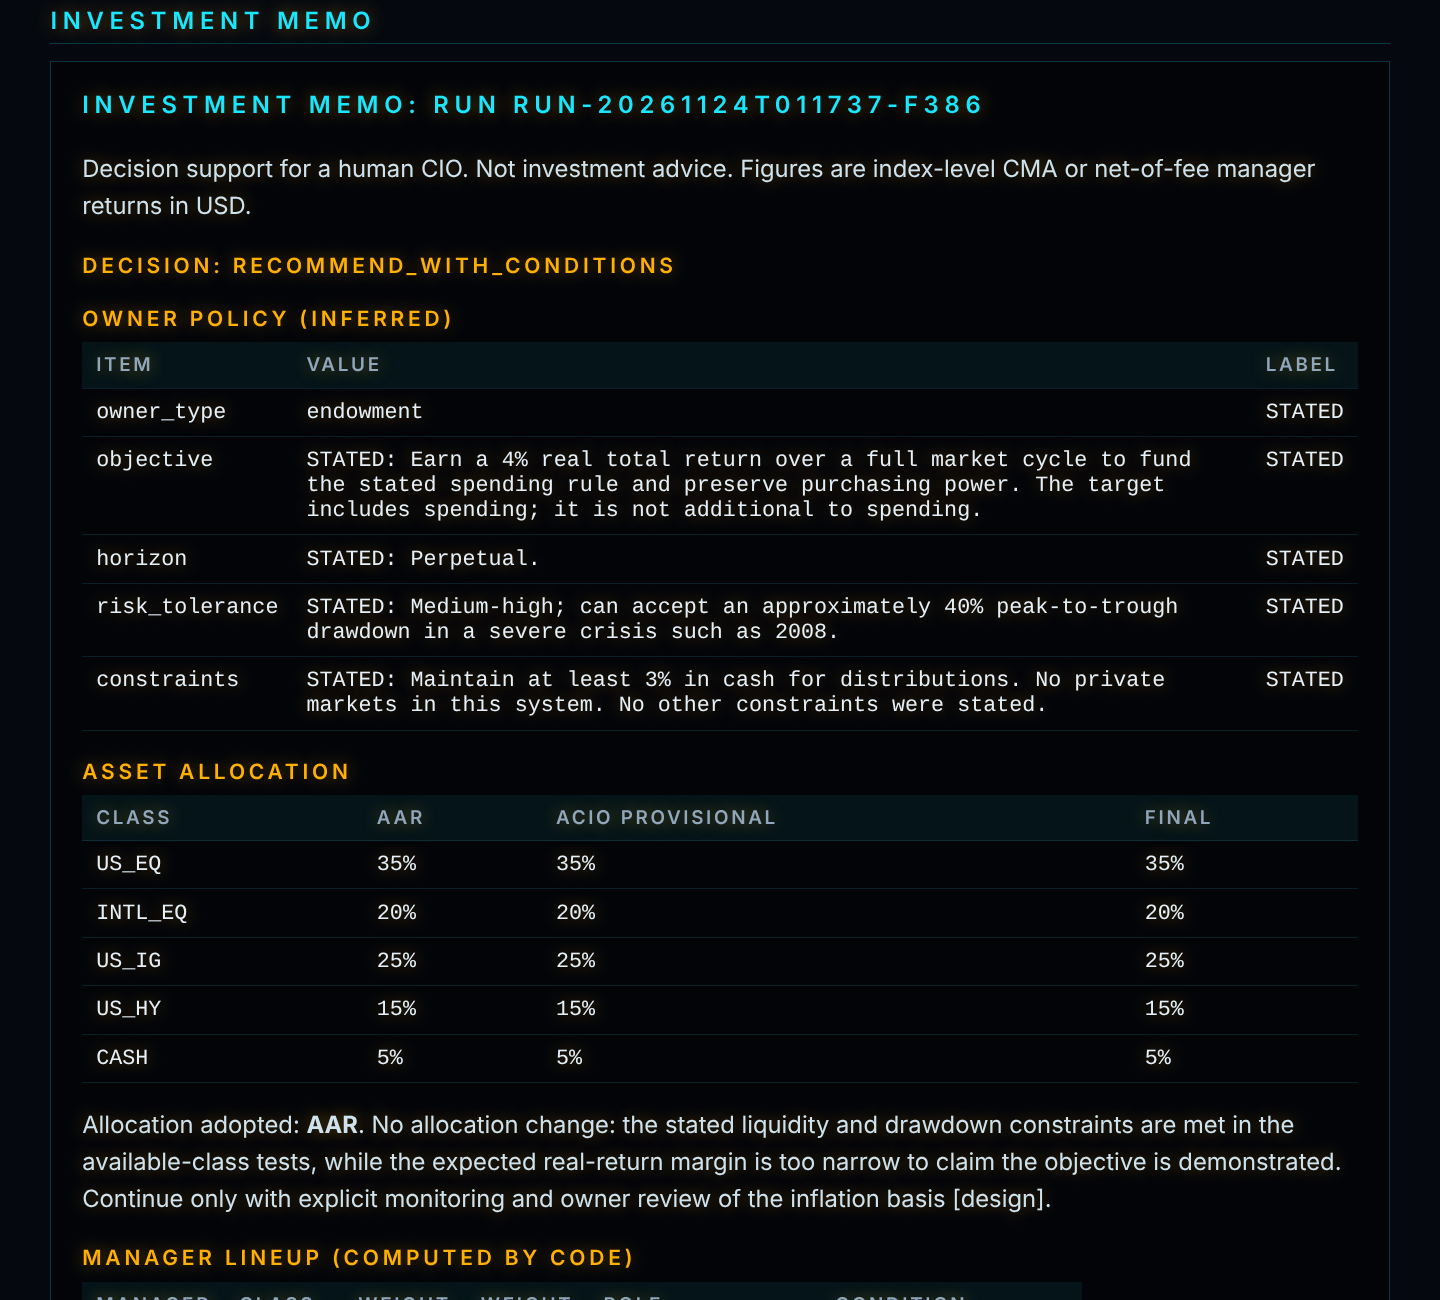 INVESTMENT MEMO
INVESTMENT MEMO: RUN RUN-20261124T011737-F386
Decision support for a human CIO. Not investment advice. Figures are index-level CMA or net-of-fee manager
returns in USD.
DECISION: RECOMMEND_WITH_CONDITIONS
OWNER POLICY (INFERRED)
ITEM VALUE LABEL
owner_type endowment STATED
objective STATED: Earn a 4% real total return over a full market cycle to fund STATED
the stated spending rule and preserve purchasing power. The target
includes spending; it is not additional to spending.
horizon STATED: Perpetual. STATED
risk_tolerance STATED: Medium-high; can accept an approximately 40% peak-to-trough STATED
drawdown in a severe crisis such as 2008.
constraints STATED: Maintain at least 3% in cash for distributions. No private STATED
markets in this system. No other constraints were stated.
ASSET ALLOCATION
CLASS AAR ACIO PROVISIONAL FINAL
US_EQ 35% 35% 35%
INTL_EQ 20% 20% 20%
US_IG 25% 25% 25%
US_HY 15% 15% 15%
CASH 5% 5% 5%
Allocation adopted: AAR. No allocation change: the stated liquidity and drawdown constraints are met in the
available-class tests, while the expected real-return margin is too narrow to claim the objective is demonstrated.
Continue only with explicit monitoring and owner review of the inflation basis [design].
MANAGER LINEUP (COMPUTED BY CODE)
MANAGER CLASS WEIGHT WEIGHT ROLE CONDITION